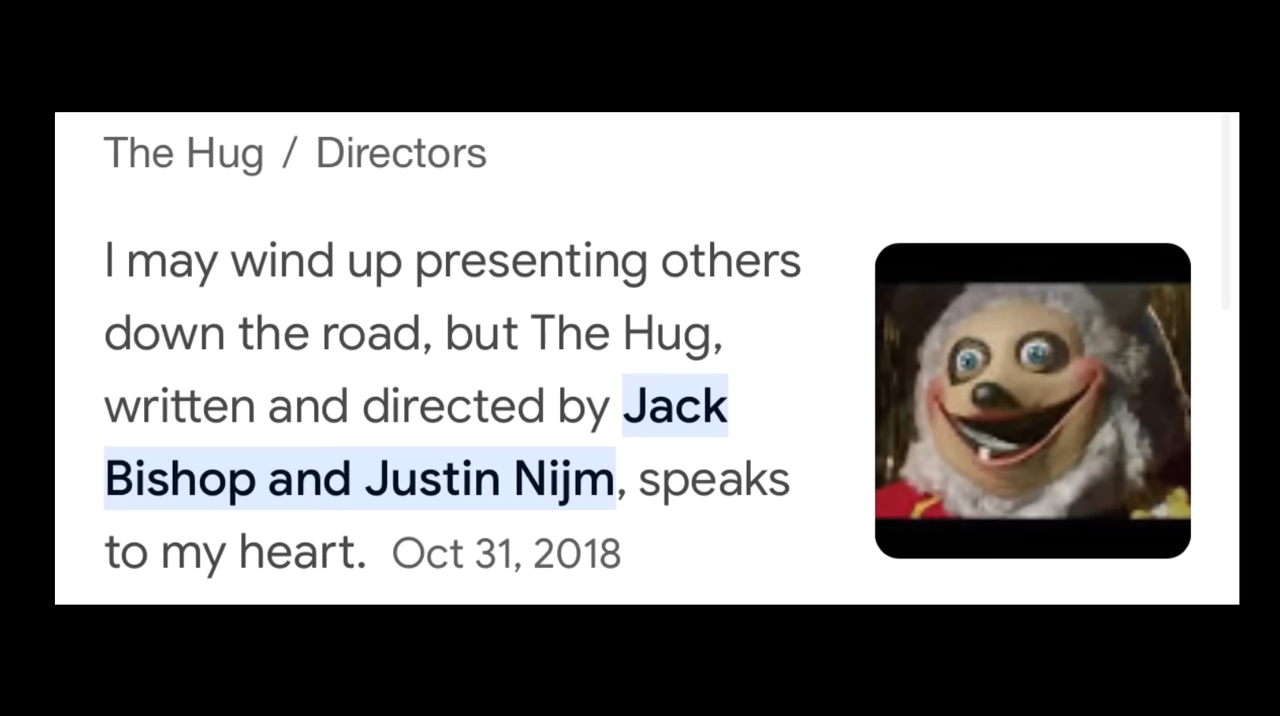 The Hug / Directors
I may wind up presenting others
down the road, but The Hug,
written and directed by Jack
Bishop and Justin Nijm, speaks
to my heart. Oct 31, 2018